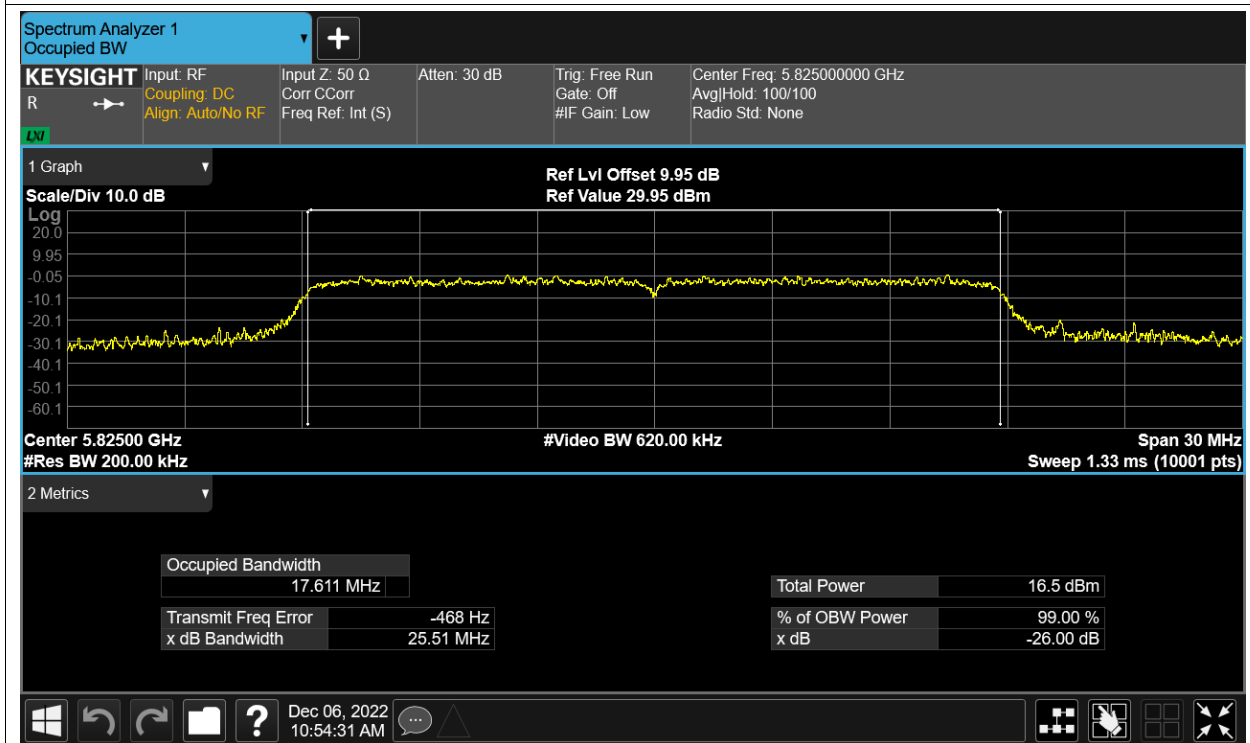 Spectrum Analyzer 1
Occupied BW
KEYSIGHT
R
LXI
Input: RF
Coupling: DC
Align: Auto/No RF
Input Z: 50 Ω
Corr CCorr
Freq Ref: Int (S)
Atten: 30 dB
Trig: Free Run
Gate: Off
#IF Gain: Low
Center Freq: 5.825000000 GHz
Avg|Hold: 100/100
Radio Std: None
1 Graph
Scale/Div 10.0 dB
Ref Lvl Offset 9.95 dB
Ref Value 29.95 dBm
Log
20.0
9.95
-0.05
-10.1
-20.1
-30.1
-40.1
-50.1
-60.1
Center 5.82500 GHz
#Res BW 200.00 kHz
#Video BW 620.00 kHz
Span 30 MHz
Sweep 1.33 ms (10001 pts)
2 Metrics
Occupied Bandwidth
17.611 MHz
Transmit Freq Error -468 Hz
x dB Bandwidth 25.51 MHz
Total Power 16.5 dBm
% of OBW Power 99.00 %
x dB -26.00 dB
?
Dec 06, 2022
10:54:31 AM